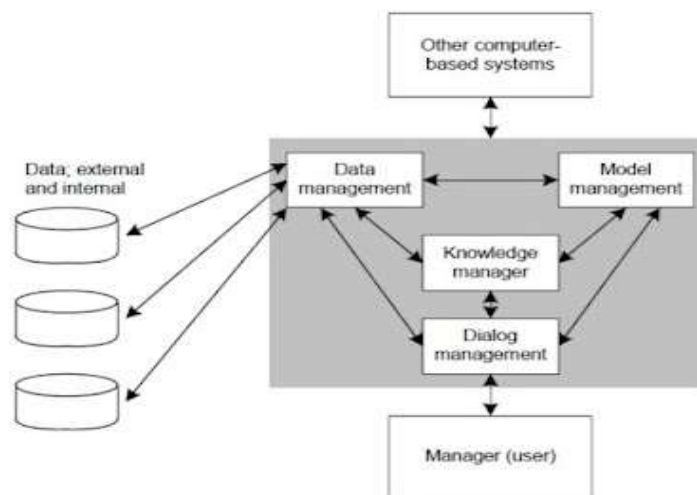 Other computer-
based systems
Data; external
and internal
Data
management
Model
management
Knowledge
manager
Dialog
management
Manager (user)